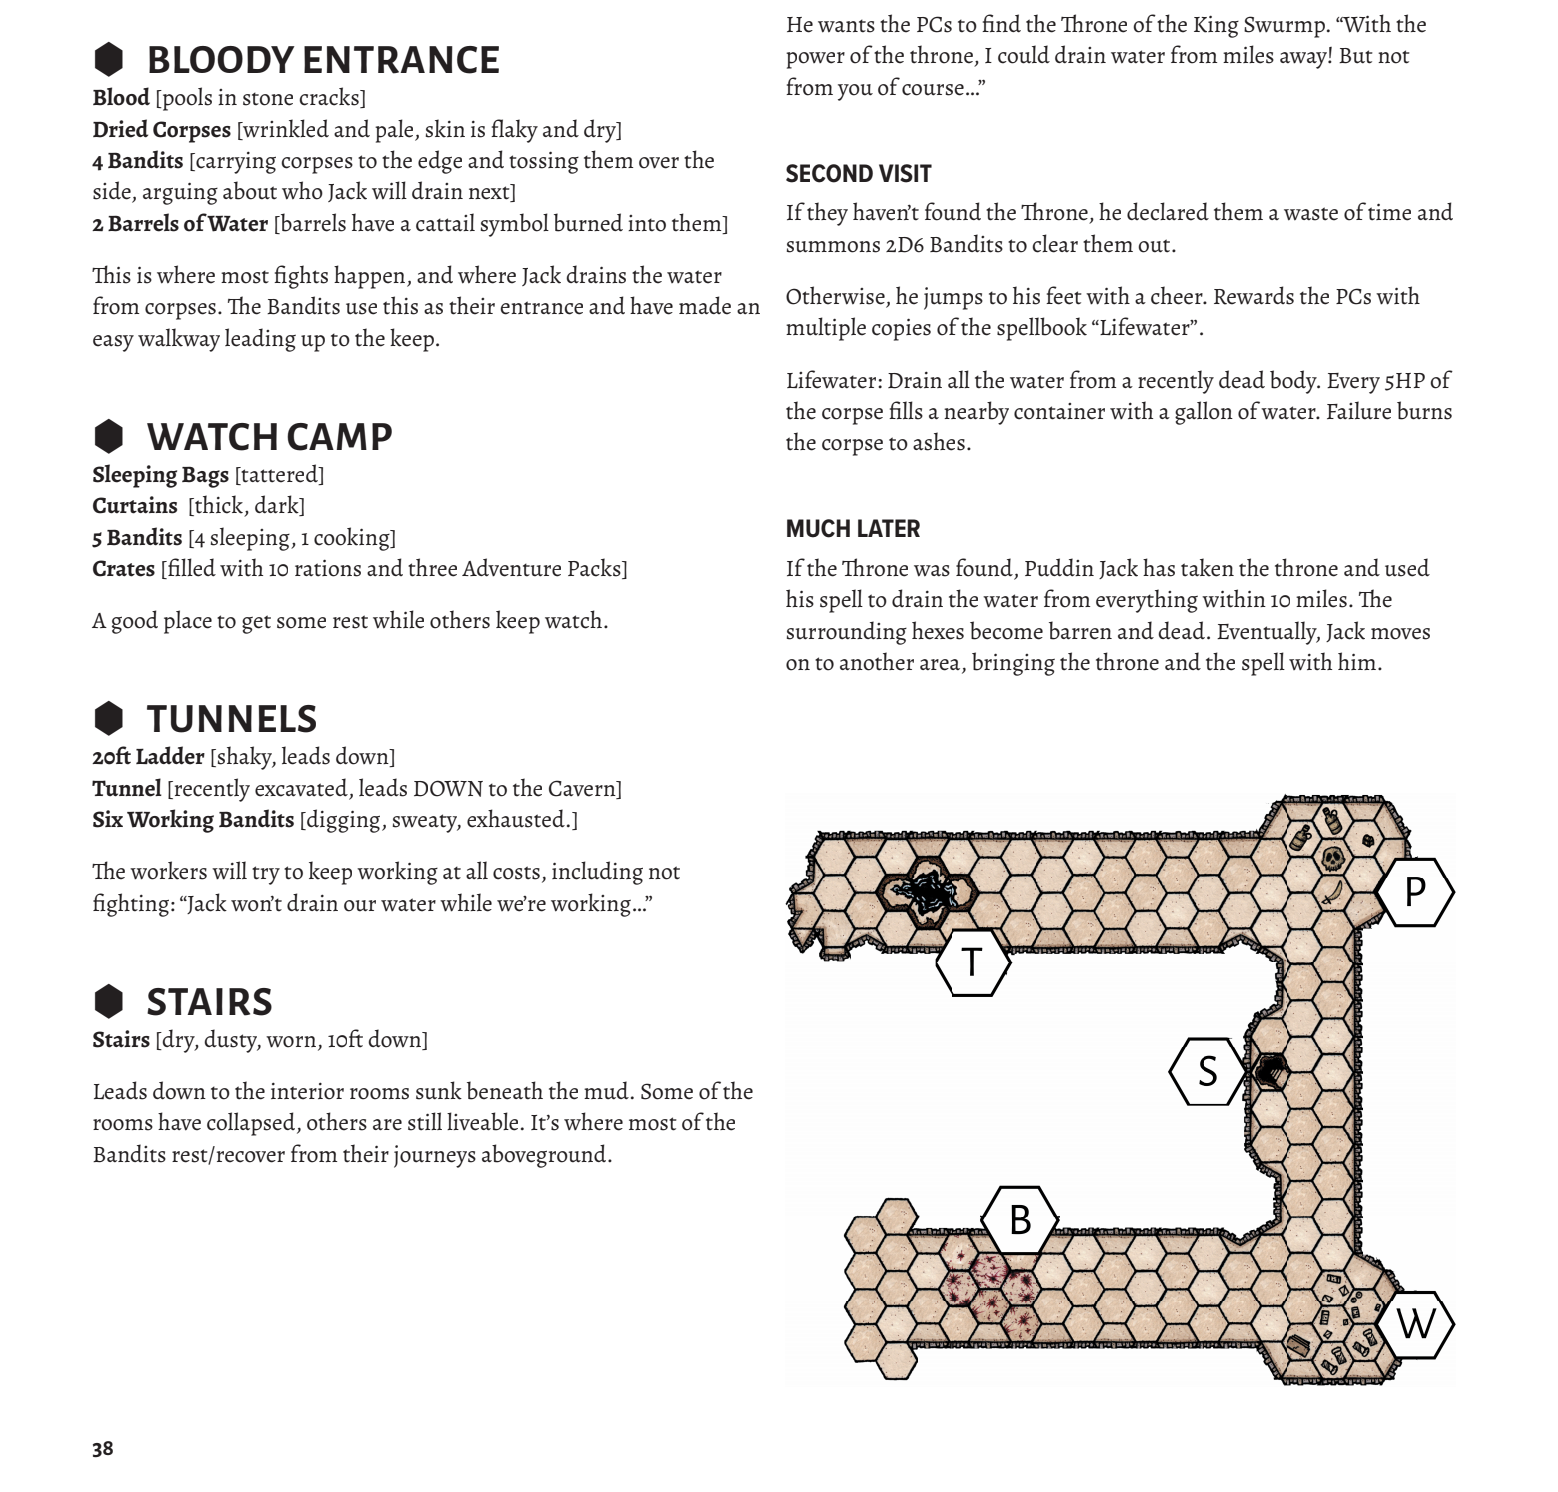 BLOODY ENTRANCE
Blood [pools in stone cracks]
Dried Corpses [wrinkled and pale, skin is flaky and dry]
4 Bandits [carrying corpses to the edge and tossing them over the
side, arguing about who Jack will drain next]
2 Barrels of Water [barrels have a cattail symbol burned into them]
This is where most fights happen, and where Jack drains the water
from corpses. The Bandits use this as their entrance and have made an
easy walkway leading up to the keep.
WATCH CAMP
Sleeping Bags [tattered]
Curtains [thick, dark]
5 Bandits [4 sleeping, 1 cooking]
Crates [filled with 10 rations and three Adventure Packs]
A good place to get some rest while others keep watch.
TUNNELS
20ft Ladder [shaky, leads down]
Tunnel [recently excavated, leads DOWN to the Cavern]
Six Working Bandits [digging, sweaty, exhausted.]
The workers will try to keep working at all costs, including not
fighting: “Jack won’t drain our water while we’re working...”
STAIRS
Stairs [dry, dusty, worn, 10ft down]
Leads down to the interior rooms sunk beneath the mud. Some of the
rooms have collapsed, others are still liveable. It’s where most of the
Bandits rest/recover from their journeys aboveground.
He wants the PCs to find the Throne of the King Swurmp. “With the
power of the throne, I could drain water from miles away! But not
from you of course...”
SECOND VISIT
If they haven’t found the Throne, he declared them a waste of time and
summons 2D6 Bandits to clear them out.
Otherwise, he jumps to his feet with a cheer. Rewards the PCs with
multiple copies of the spellbook “Lifewater”.
Lifewater: Drain all the water from a recently dead body. Every 5HP of
the corpse fills a nearby container with a gallon of water. Failure burns
the corpse to ashes.
MUCH LATER
If the Throne was found, Puddin Jack has taken the throne and used
his spell to drain the water from everything within 10 miles. The
surrounding hexes become barren and dead. Eventually, Jack moves
on to another area, bringing the throne and the spell with him.
P
T
S
B
W
38